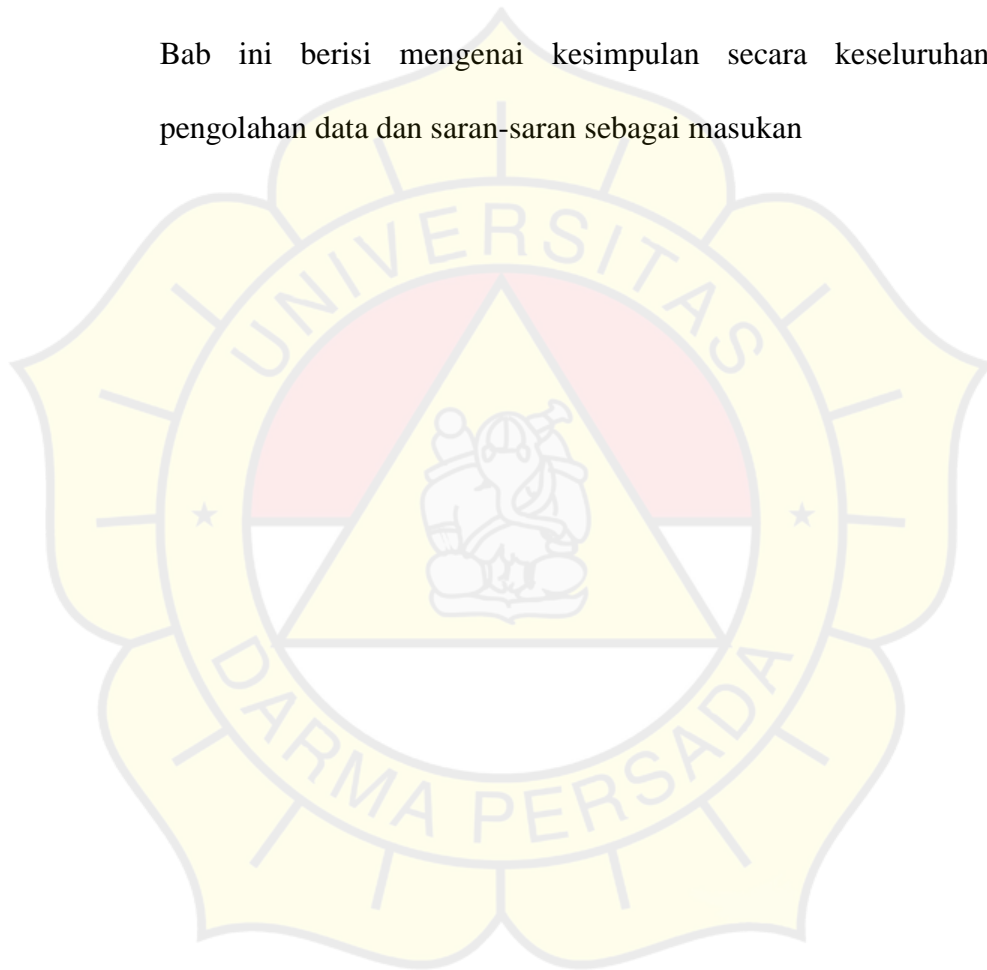 Bab ini berisi mengenai kesimpulan secara keseluruhan
pengolahan data dan saran-saran sebagai masukan
UNIVERSITAS
DARMA PERSADA